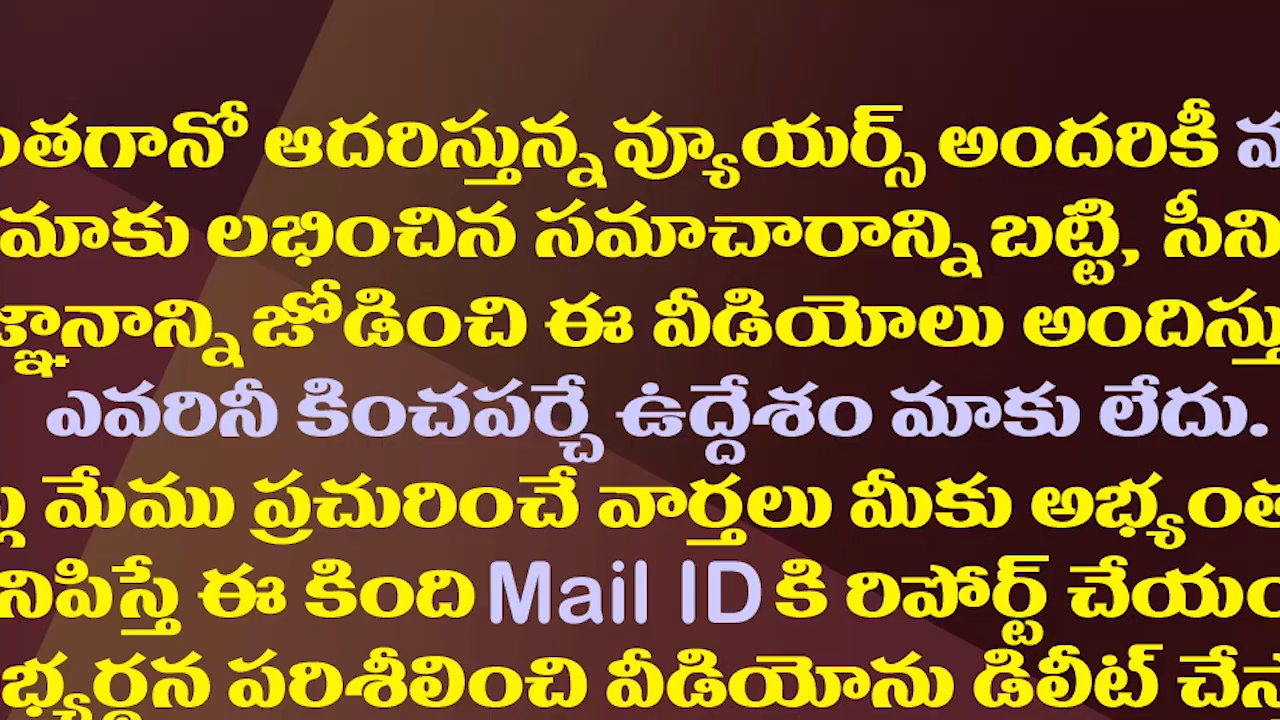 ంతగానో ఆదరిస్తున్న వ్యూయర్స్ అందరికీ
మాకు లభించిన సమాచారాన్ని బట్టి, సీని
జ్ఞానాన్ని జోడించి ఈ వీడియోలు అందిస్తు
ఎవరినీ కించపర్చే ఉద్దేశం మాకు లేదు.
మేము ప్రచురించే వార్తలు మీకు అభ్యంత
నిపిస్తే ఈ కింది Mail ID కి రిపోర్ట్ చేయం
భ్యర్థన పరిశీలించి వీడియోను డిలీట్ చేస